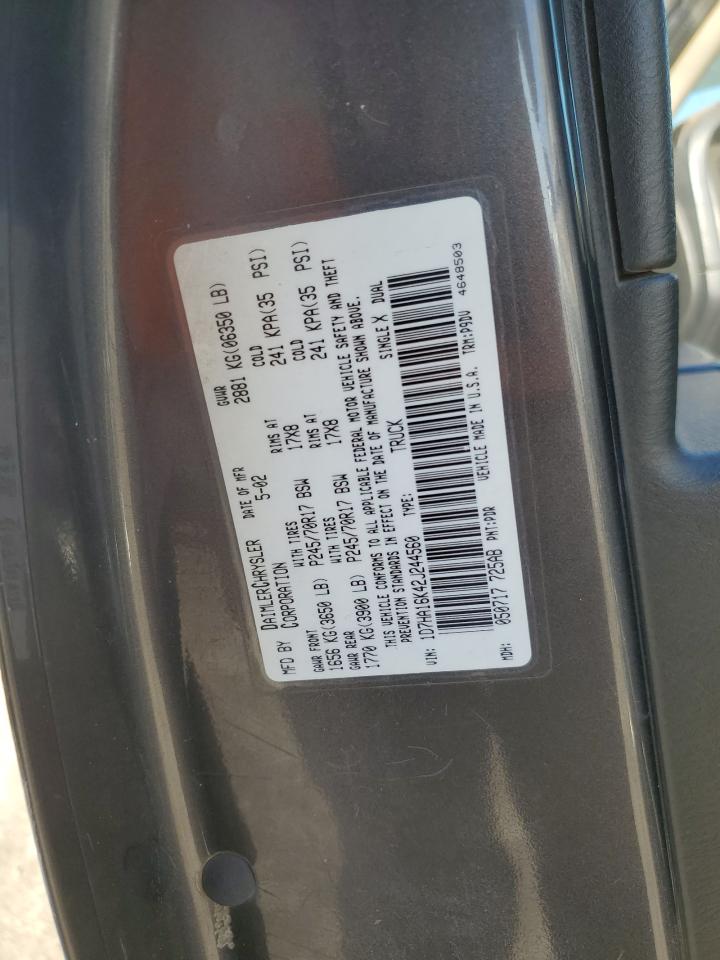 MFD BY DAIMLERCHRYSLER CORPORATION DATE OF MFR 5-02 GVWR 2881 KG(06350 LB)
GAWR FRONT WITH TIRES RIMS AT COLD
1656 KG(3650 LB) P245/70R17 BSW 17X8 241 KPA(35 PSI)
GAWR REAR WITH TIRES RIMS AT COLD
1770 KG(3900 LB) P245/70R17 BSW 17X8 241 KPA(35 PSI)
THIS VEHICLE CONFORMS TO ALL APPLICABLE FEDERAL MOTOR VEHICLE SAFETY AND THEFT
PREVENTION STANDARDS IN EFFECT ON THE DATE OF MANUFACTURE SHOWN ABOVE.
VIN: 1D7HA16K42J244560 TYPE: TRUCK SINGLE X DUAL
4648503
MDH: 050717 725AB PNT:PDR TRM:P9DV
VEHICLE MADE IN U.S.A.